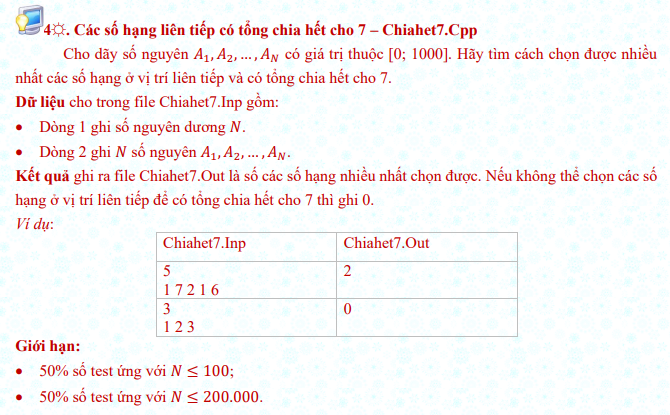 4☼. Các số hạng liên tiếp có tổng chia hết cho 7 – Chiahet7.Cpp
Cho dãy số nguyên A₁, A₂, ..., A_N có giá trị thuộc [0; 1000]. Hãy tìm cách chọn được nhiều
nhất các số hạng ở vị trí liên tiếp và có tổng chia hết cho 7.
Dữ liệu cho trong file Chiahet7.Inp gồm:
• Dòng 1 ghi số nguyên dương N.
• Dòng 2 ghi N số nguyên A₁, A₂, ..., A_N.
Kết quả ghi ra file Chiahet7.Out là số các số hạng nhiều nhất chọn được. Nếu không thể chọn các số
hạng ở vị trí liên tiếp để có tổng chia hết cho 7 thì ghi 0.
Ví dụ:
Chiahet7.Inp Chiahet7.Out
5 2
1 7 2 1 6
3 0
1 2 3
Giới hạn:
• 50% số test ứng với N ≤ 100;
• 50% số test ứng với N ≤ 200.000.